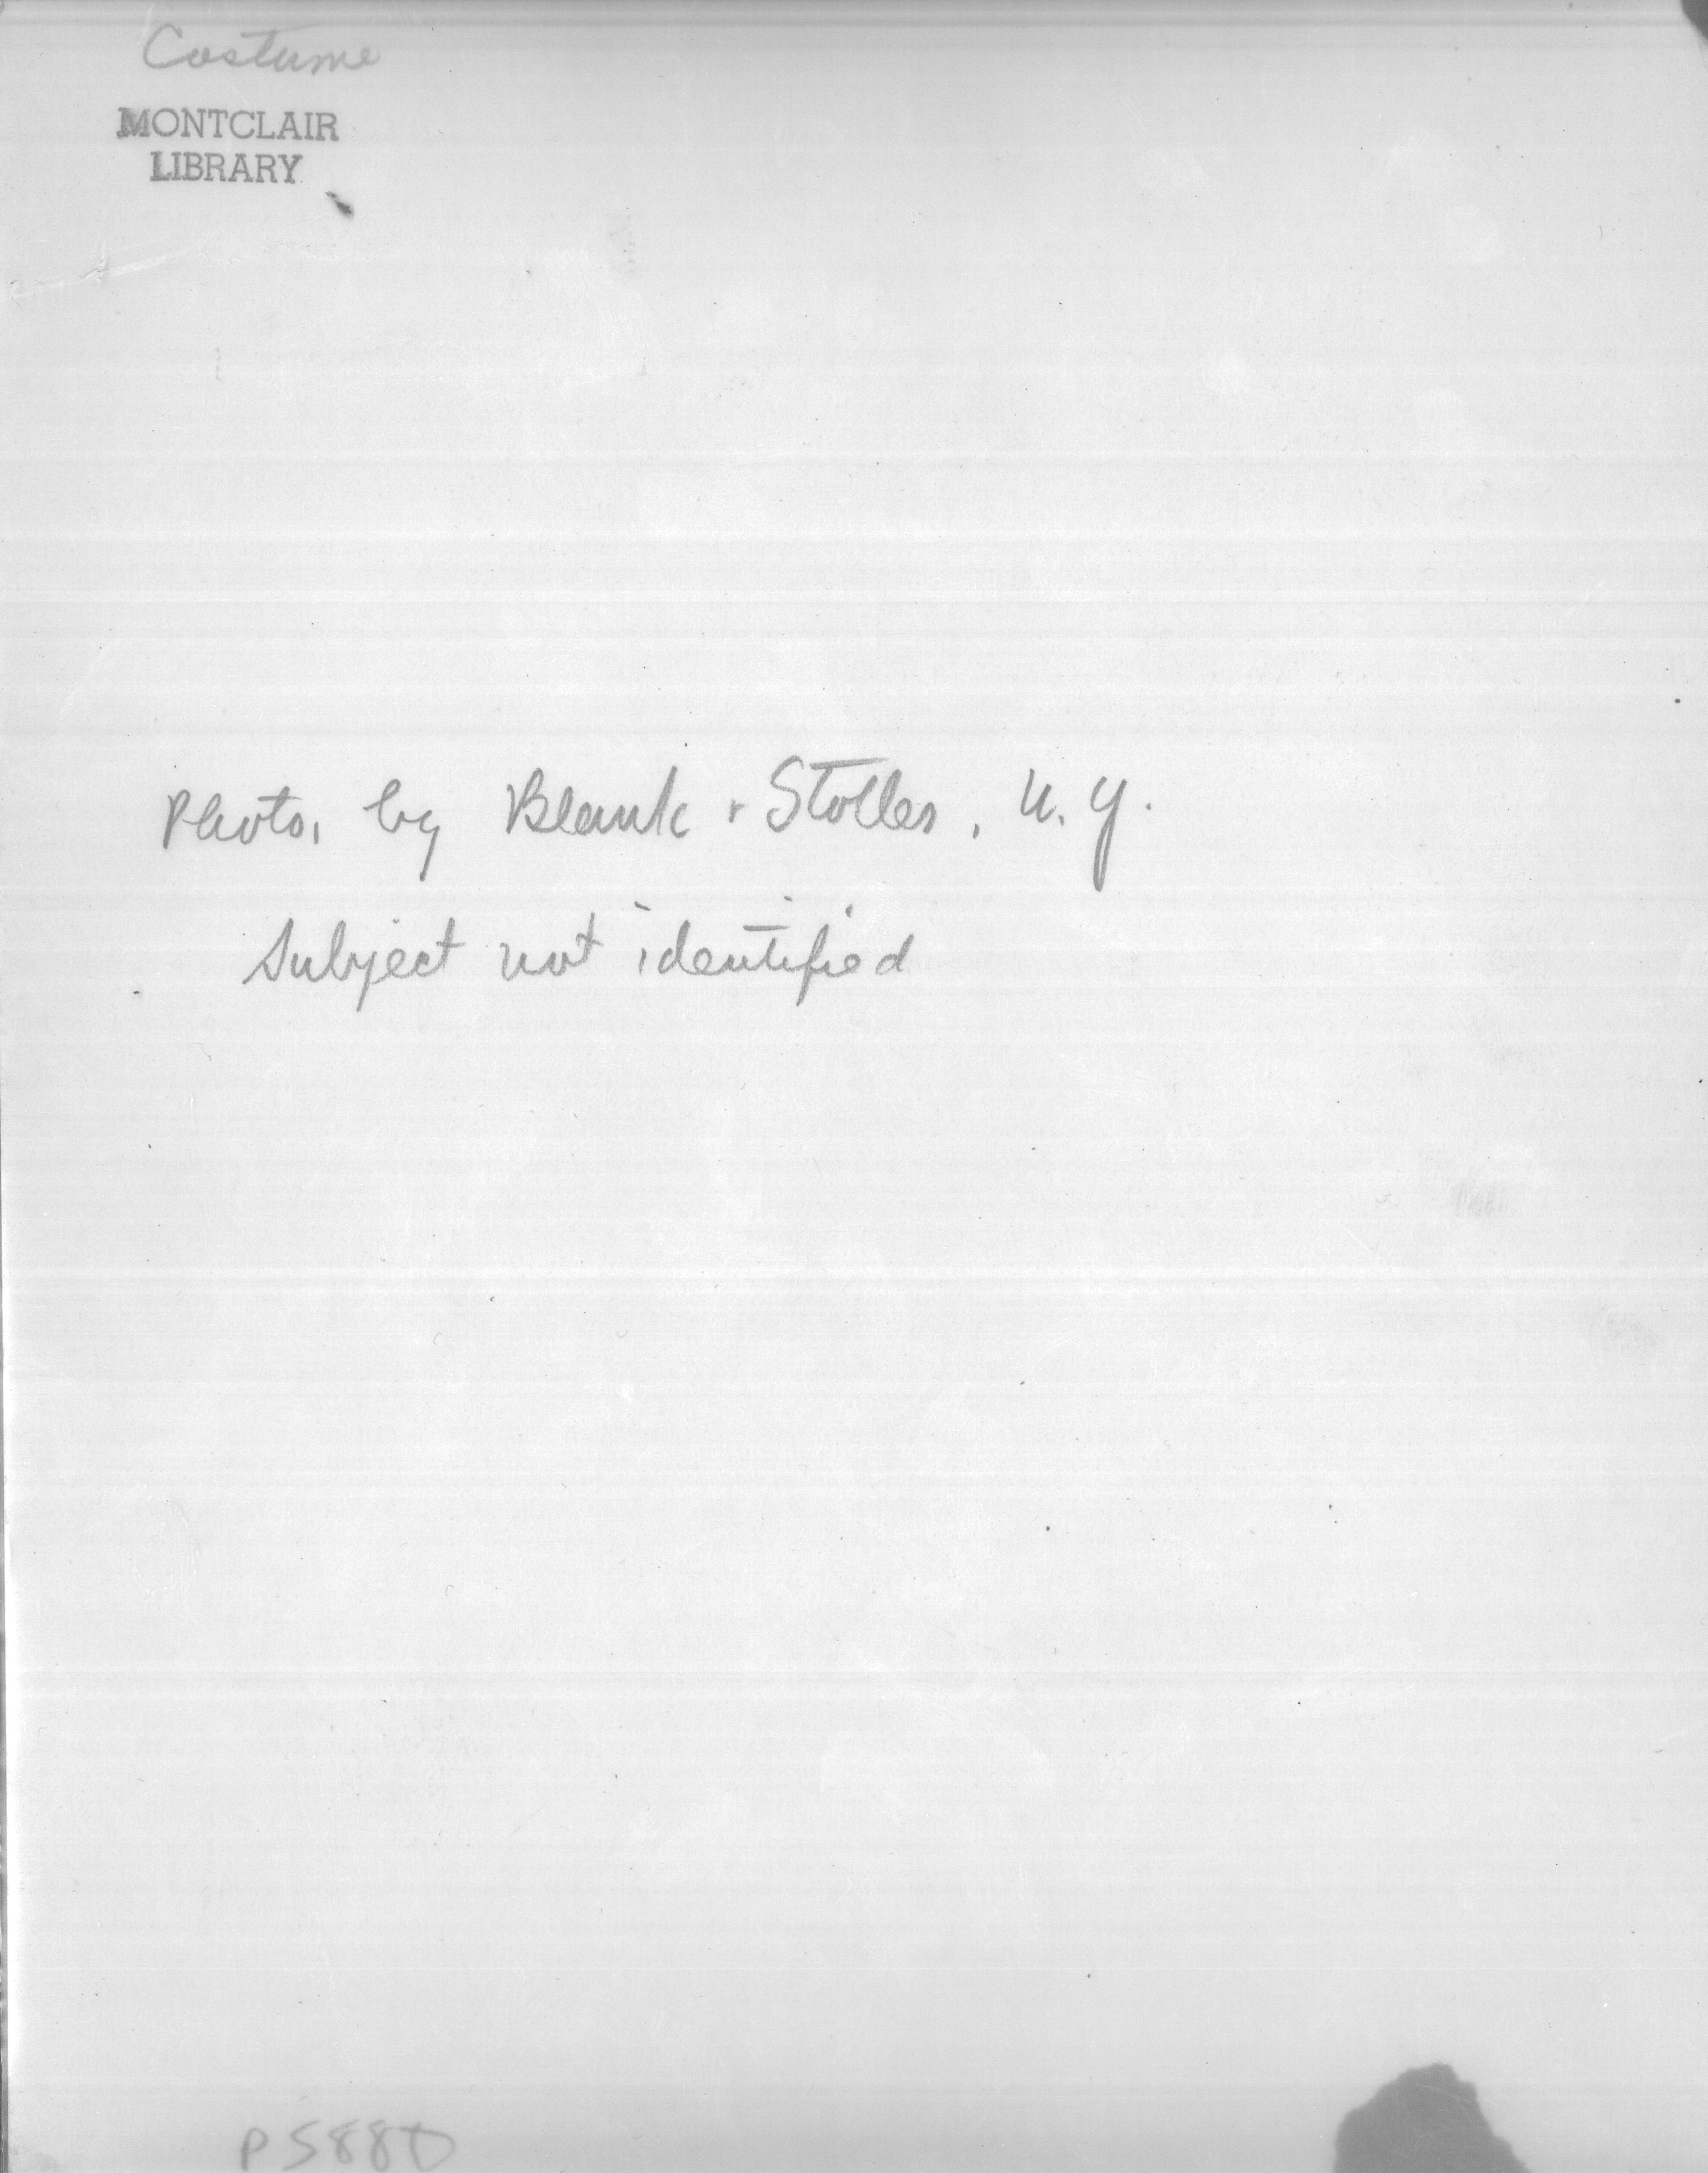 Costume
MONTCLAIR
LIBRARY
Photo, by Blank + Stoller, N.Y.
Subject not identified
P588D